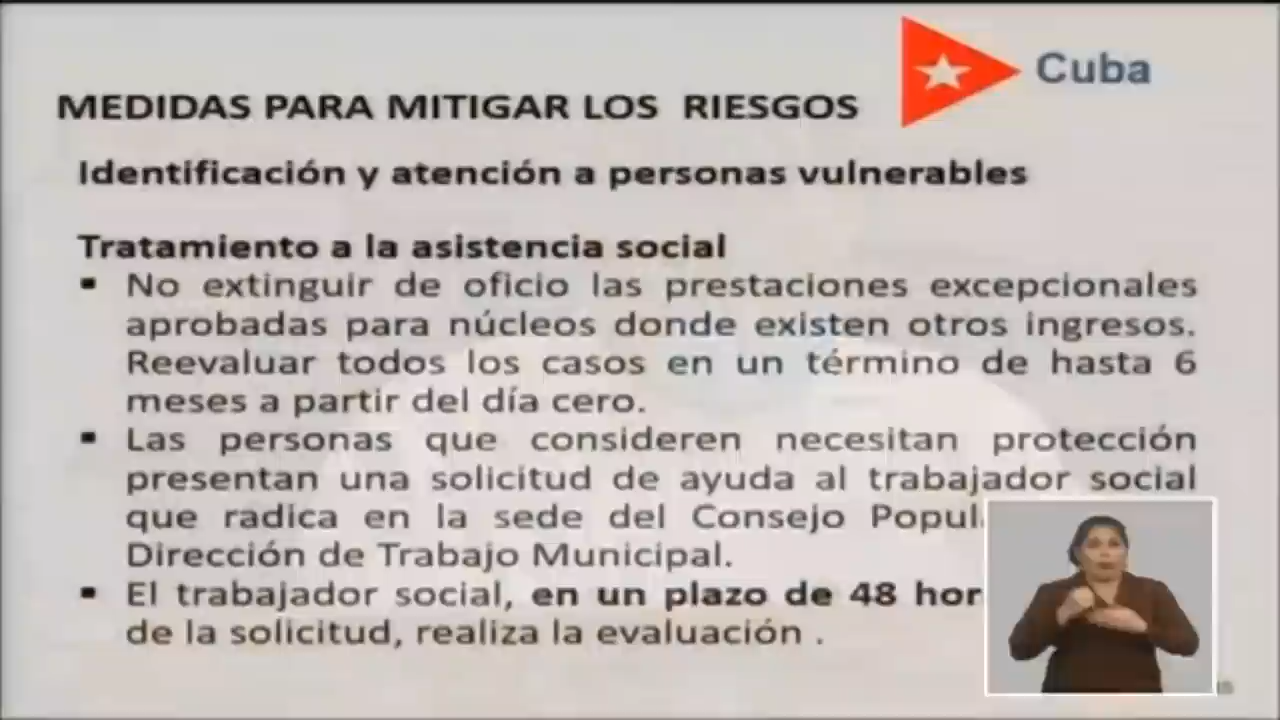 Cuba
MEDIDAS PARA MITIGAR LOS RIESGOS
Identificación y atención a personas vulnerables
Tratamiento a la asistencia social
▪ No extinguir de oficio las prestaciones excepcionales
aprobadas para núcleos donde existen otros ingresos.
Reevaluar todos los casos en un término de hasta 6
meses a partir del día cero.
▪ Las personas que consideren necesitan protección
presentan una solicitud de ayuda al trabajador social
que radica en la sede del Consejo
Dirección de Trabajo Municipal.
▪ El trabajador social, en un plazo de 48
de la solicitud, realiza la evaluación .